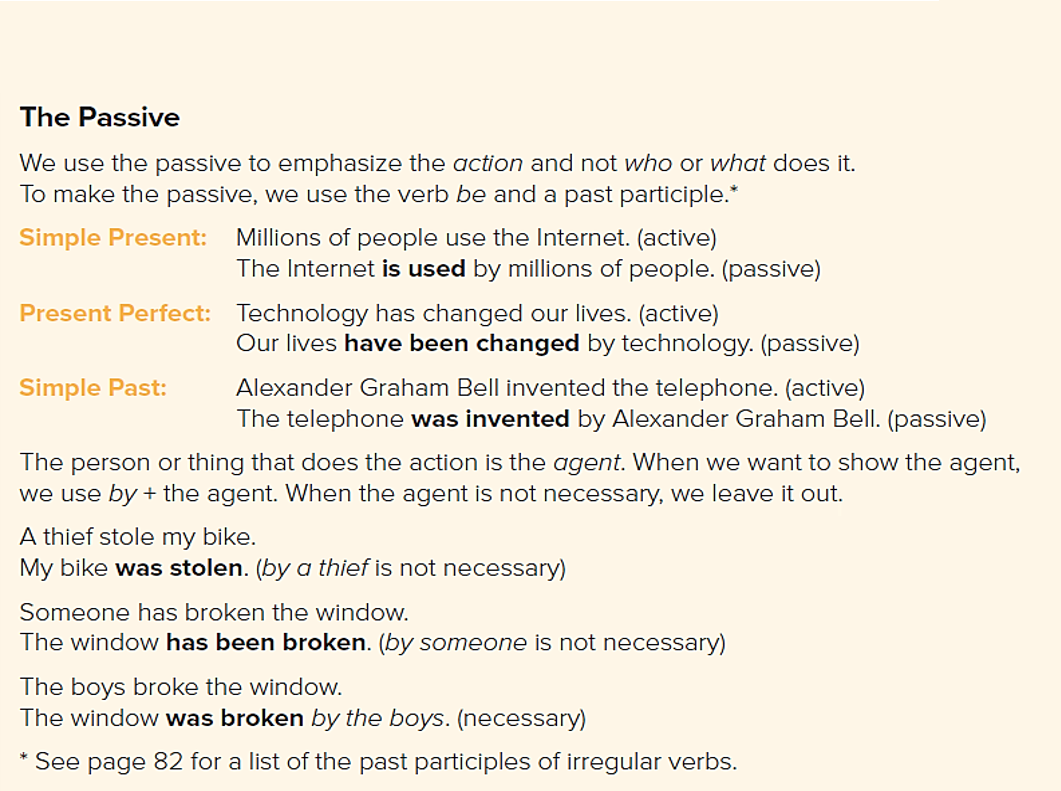 The Passive
We use the passive to emphasize the action and not who or what does it.
To make the passive, we use the verb be and a past participle.*
Simple Present: Millions of people use the Internet. (active)
The Internet is used by millions of people. (passive)
Present Perfect: Technology has changed our lives. (active)
Our lives have been changed by technology. (passive)
Simple Past: Alexander Graham Bell invented the telephone. (active)
The telephone was invented by Alexander Graham Bell. (passive)
The person or thing that does the action is the agent. When we want to show the agent,
we use by + the agent. When the agent is not necessary, we leave it out.
A thief stole my bike.
My bike was stolen. (by a thief is not necessary)
Someone has broken the window.
The window has been broken. (by someone is not necessary)
The boys broke the window.
The window was broken by the boys. (necessary)
* See page 82 for a list of the past participles of irregular verbs.